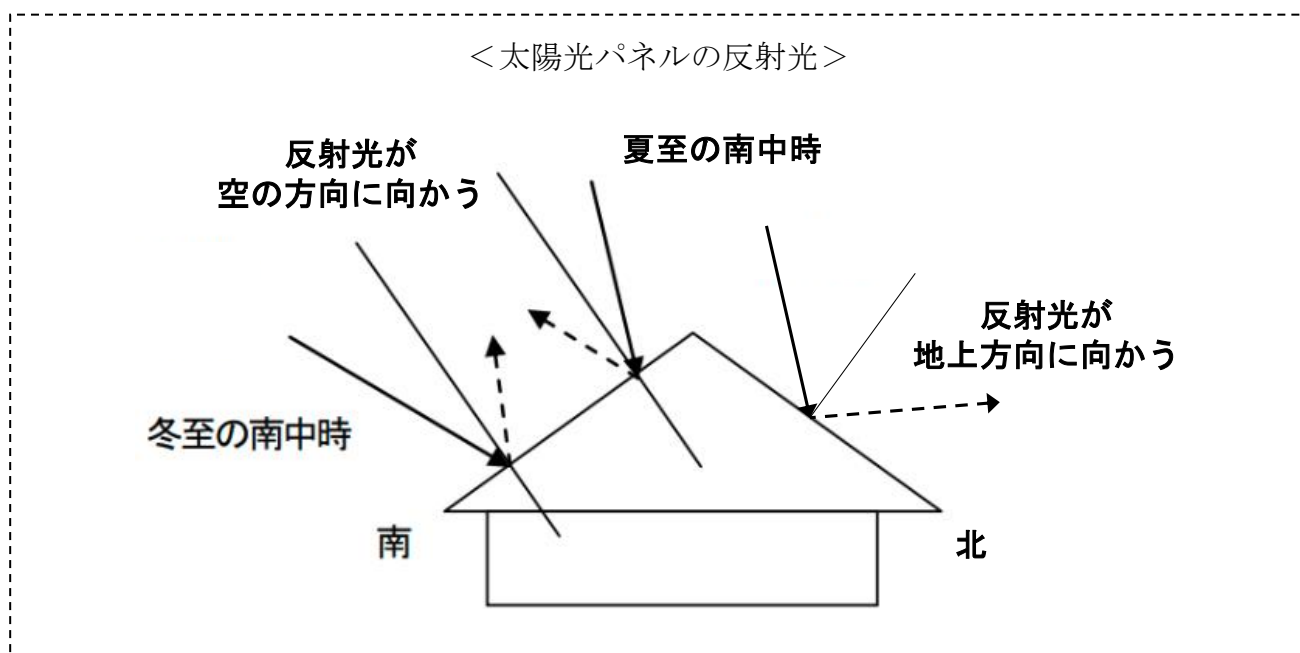 ＜太陽光パネルの反射光＞
反射光が
空の方向に向かう
夏至の南中時
反射光が
地上方向に向かう
冬至の南中時
南
北